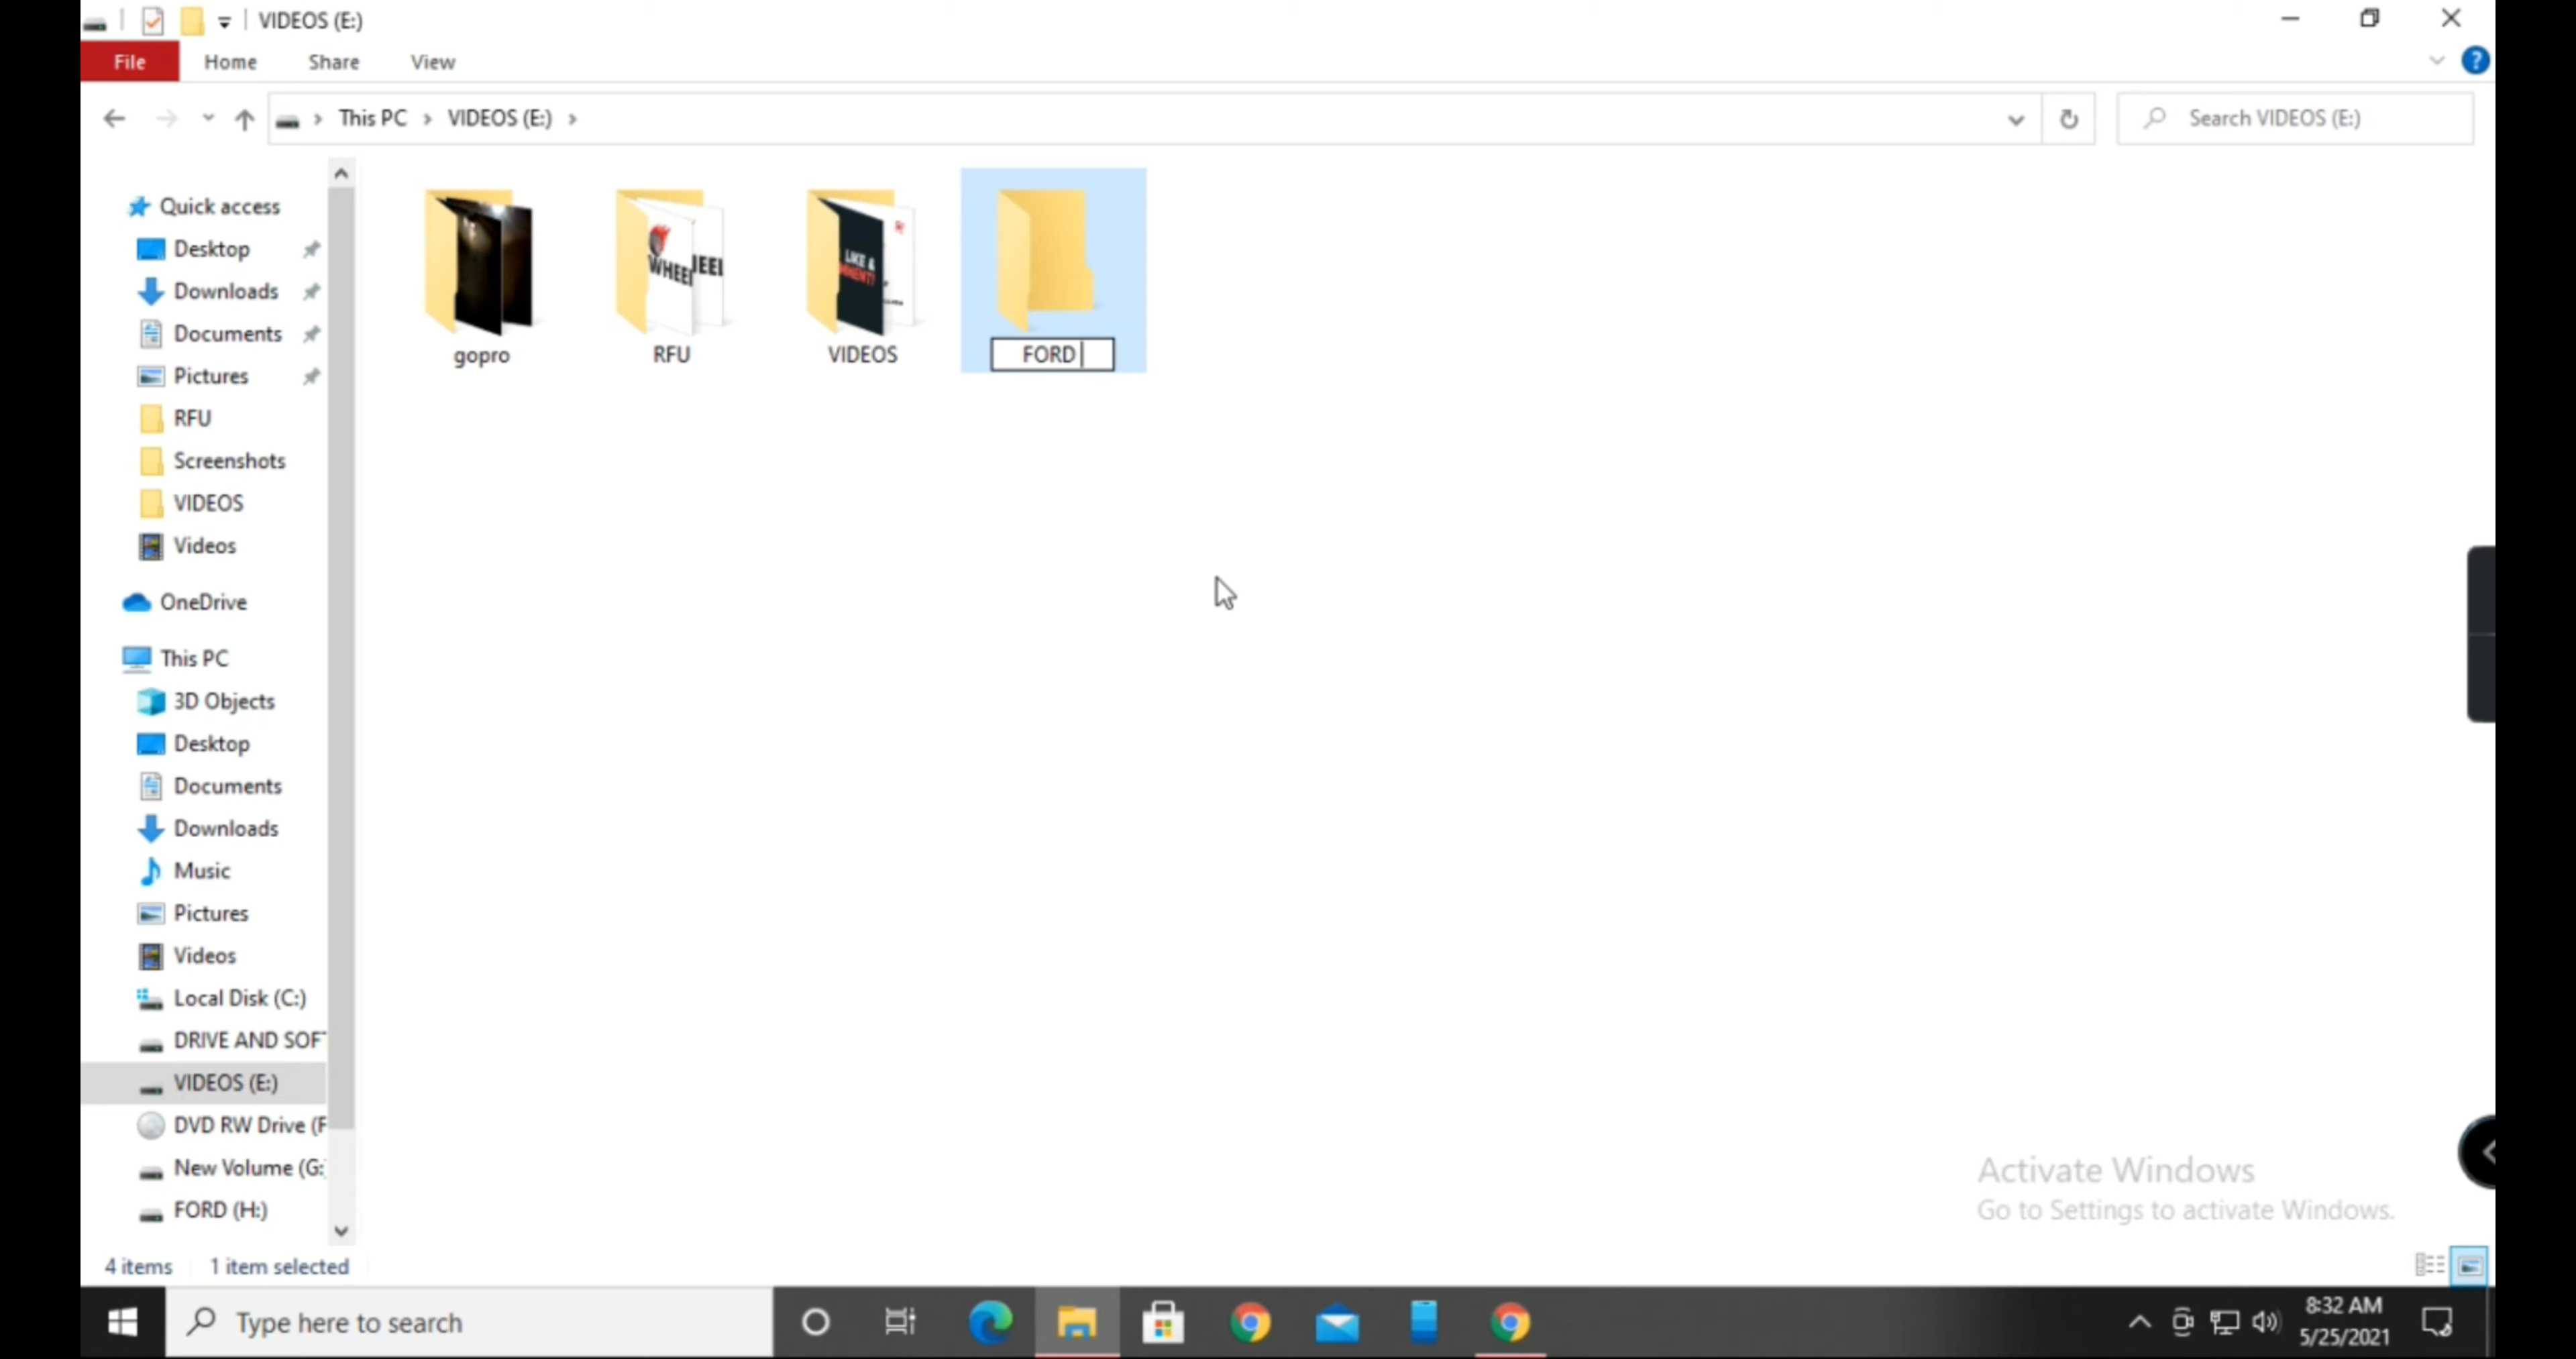 VIDEOS (E:)
File Home Share View
This PC VIDEOS (E:)
Search VIDEOS (E:)
Quick access
Desktop
Downloads
Documents
Pictures
RFU
Screenshots
VIDEOS
Videos
OneDrive
This PC
3D Objects
Desktop
Documents
Downloads
Music
Pictures
Videos
Local Disk (C:)
DRIVE AND SOFT
VIDEOS (E:)
DVD RW Drive (F
New Volume (G:
FORD (H:)
WHEEL HEEL
LIKE &
gopro RFU VIDEOS FORD
Activate Windows
Go to Settings to activate Windows.
4 items 1 item selected
Type here to search
8:32 AM
5/25/2021